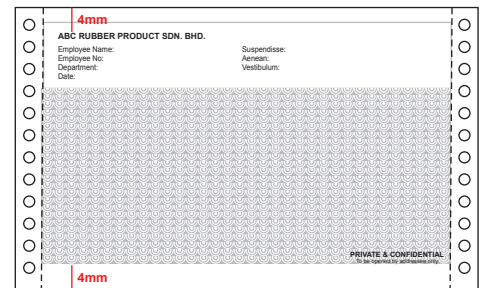 4mm
ABC RUBBER PRODUCT SDN. BHD.
Employee Name: Suspendisse:
Employee No: Aenean:
Department: Vestibulum:
Date:
PRIVATE & CONFIDENTIAL
To be opened by addressee only.
4mm